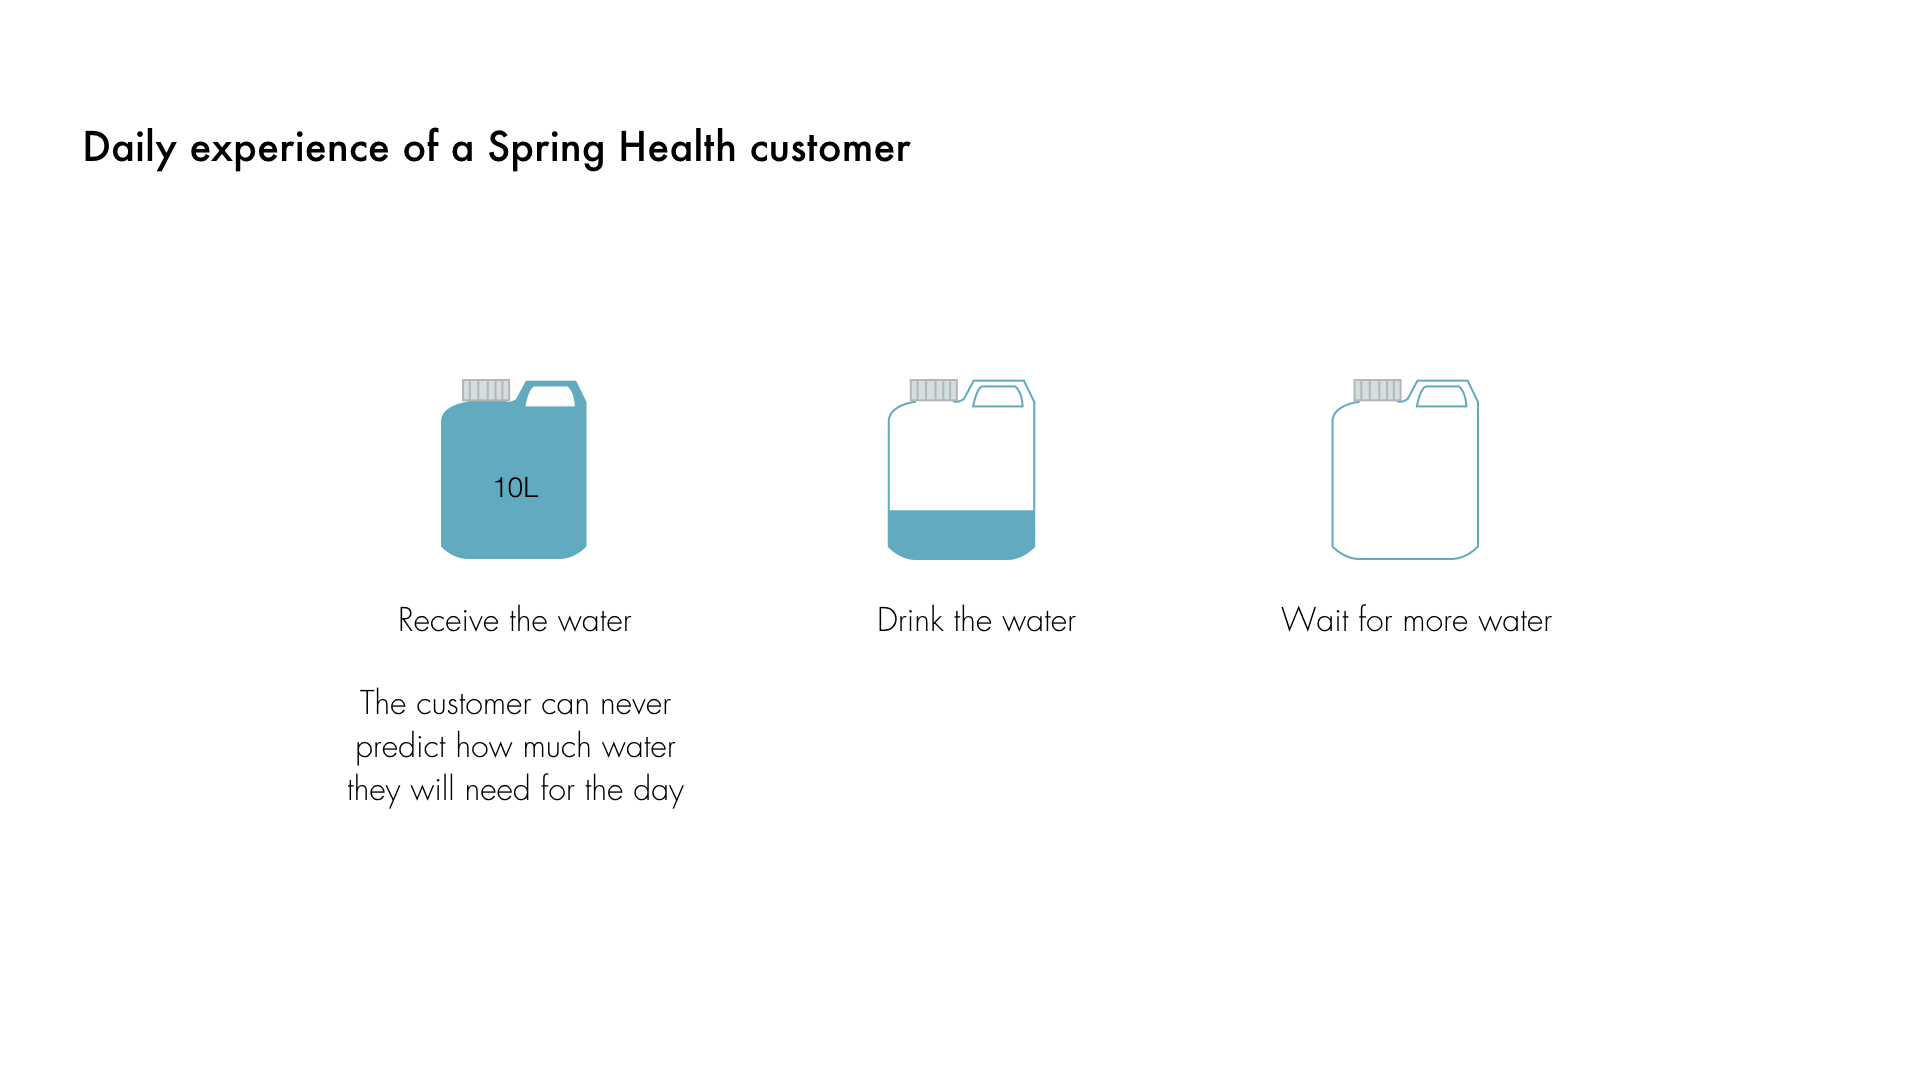 Daily experience of a Spring Health customer
10L
Receive the water
Drink the water
Wait for more water
The customer can never
predict how much water
they will need for the day